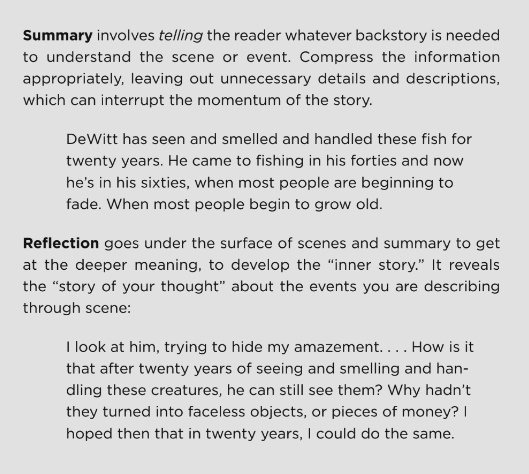 Summary involves telling the reader whatever backstory is needed
to understand the scene or event. Compress the information
appropriately, leaving out unnecessary details and descriptions,
which can interrupt the momentum of the story.
DeWitt has seen and smelled and handled these fish for
twenty years. He came to fishing in his forties and now
he's in his sixties, when most people are beginning to
fade. When most people begin to grow old.
Reflection goes under the surface of scenes and summary to get
at the deeper meaning, to develop the “inner story.” It reveals
the “story of your thought” about the events you are describing
through scene:
I look at him, trying to hide my amazement. . . . How is it
that after twenty years of seeing and smelling and han-
dling these creatures, he can still see them? Why hadn't
they turned into faceless objects, or pieces of money? I
hoped then that in twenty years, I could do the same.